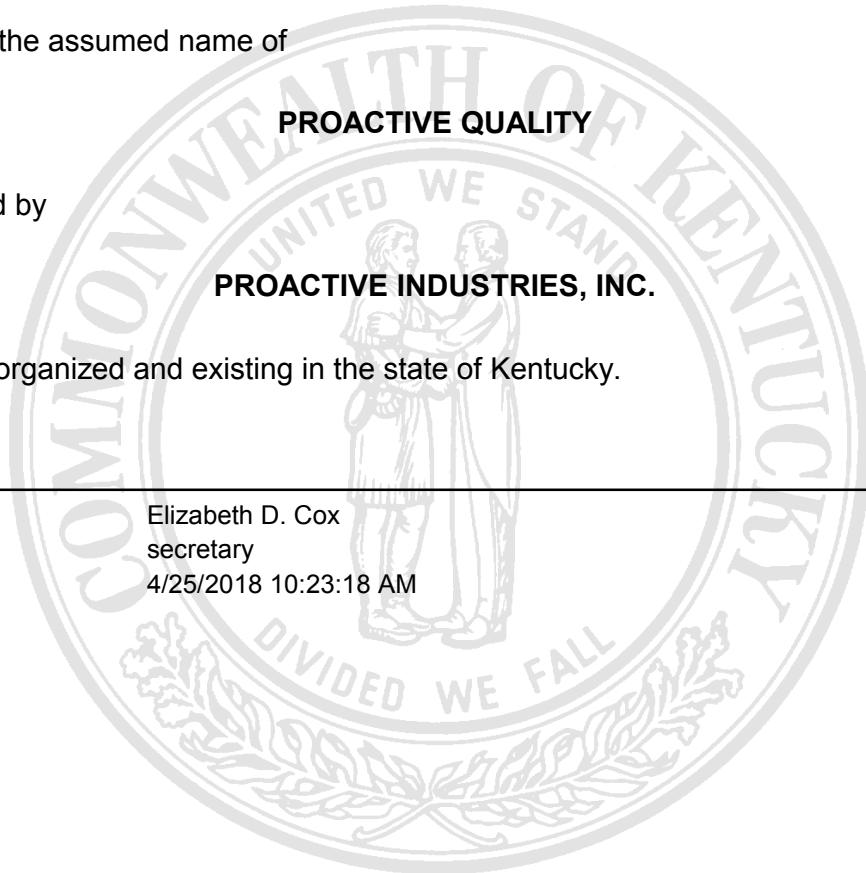 the assumed name of
PROACTIVE QUALITY
d by
PROACTIVE INDUSTRIES, INC.
organized and existing in the state of Kentucky.
Elizabeth D. Cox
secretary
4/25/2018 10:23:18 AM
COMMONWEALTH OF KENTUCKY
UNITED WE STAND
DIVIDED WE FALL